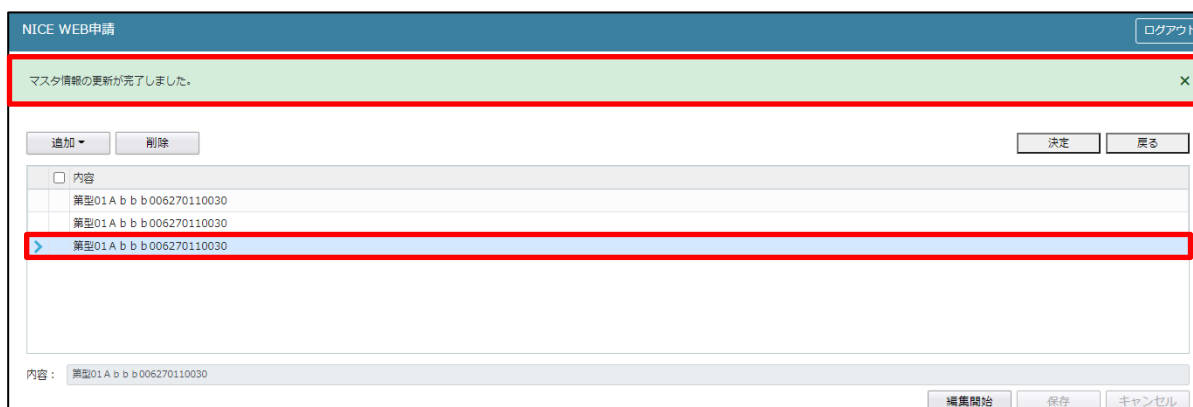 NICE WEB申請 ログアウト
マスタ情報の更新が完了しました。 ×
追加 削除 決定 戻る
内容
第型01Ａｂｂｂ006270110030
第型01Ａｂｂｂ006270110030
第型01Ａｂｂｂ006270110030
内容： 第型01Ａｂｂｂ006270110030
編集開始 保存 キャンセル